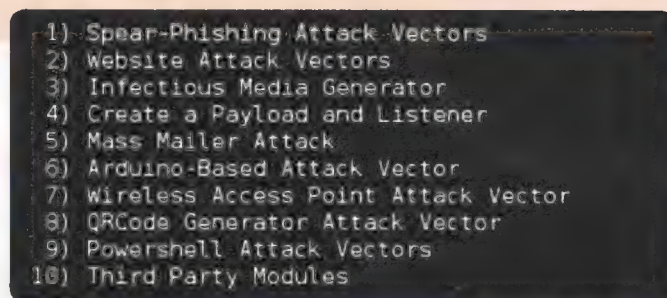 1) Spear-Phishing Attack Vectors
2) Website Attack Vectors
3) Infectious Media Generator
4) Create a Payload and Listener
5) Mass Mailer Attack
6) Arduino-Based Attack Vector
7) Wireless Access Point Attack Vector
8) QRCode Generator Attack Vector
9) Powershell Attack Vectors
10) Third Party Modules